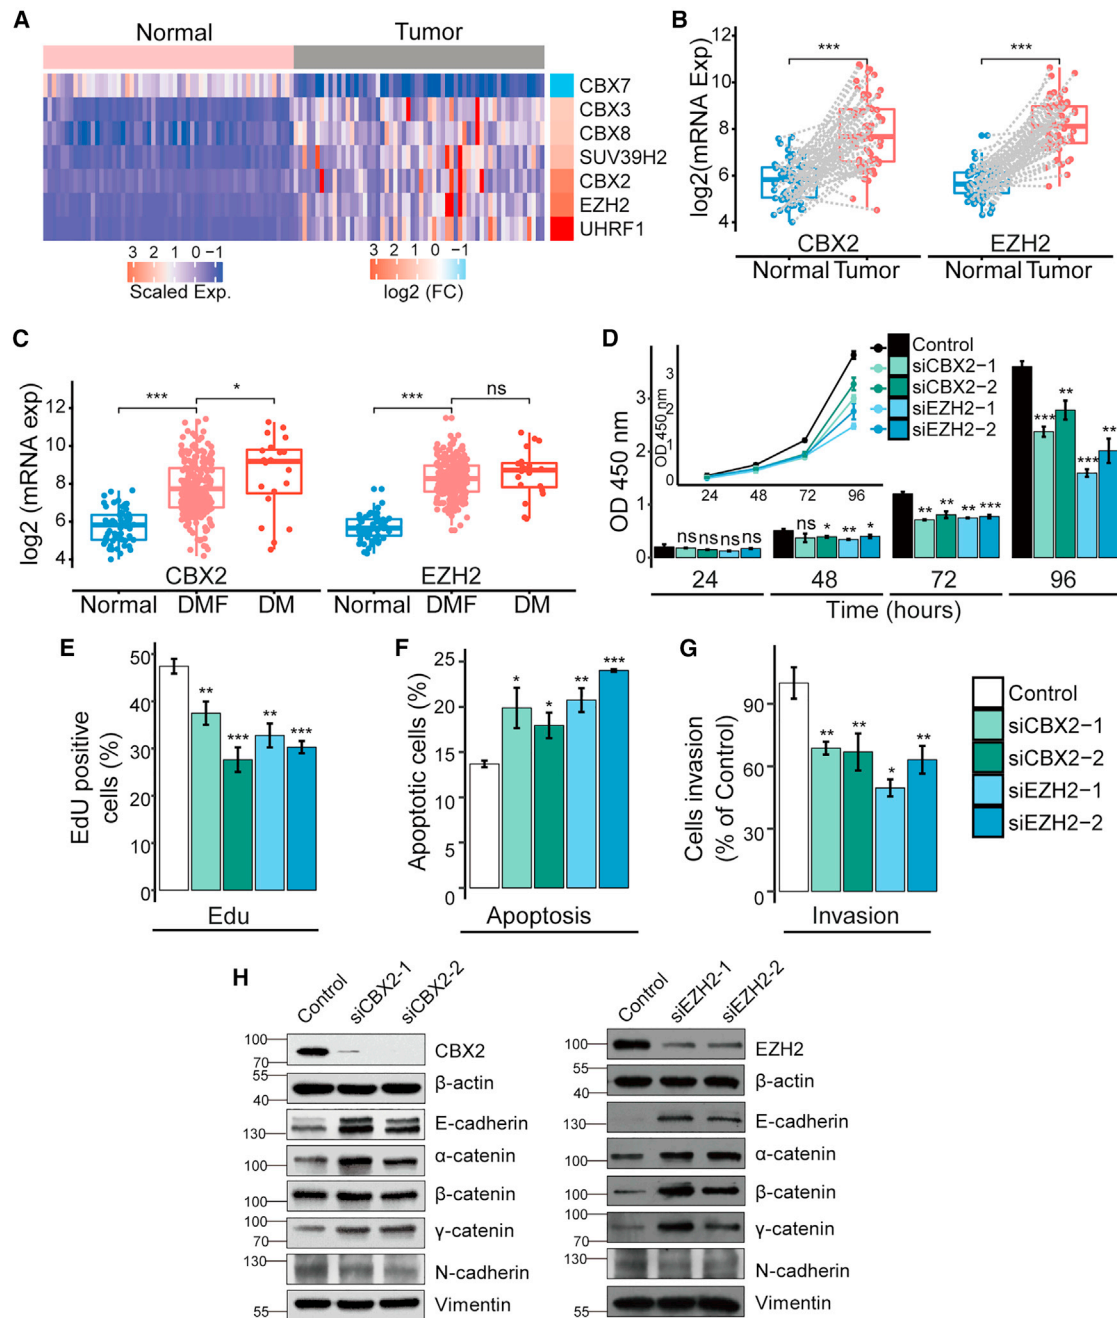 A
Normal Tumor
CBX7
CBX3
CBX8
SUV39H2
CBX2
EZH2
UHRF1
3 2 1 0 −1
Scaled Exp.
3 2 1 0 −1
log2 (FC)
B
log2(mRNA Exp)
12
10
8
6
4
*** ***
CBX2 EZH2
Normal Tumor Normal Tumor
C
log2 (mRNA exp)
12
10
8
6
4
*** * *** ns
CBX2 EZH2
Normal DMF DM Normal DMF DM
D
OD 450 nm
3
2
1
0
OD 450 nm
3
2
1
0
24 48 72 96
Control
siCBX2−1
siCBX2−2
siEZH2−1
siEZH2−2
ns ns ns ns
ns * ** *
** ** ** ***
*** ** *** **
24 48 72 96
Time (hours)
E
EdU positive
cells (%)
50
40
30
20
10
0
** *** ** ***
Edu
F
Apoptotic cells (%)
25
20
15
10
5
0
* * ** ***
Apoptosis
G
Cells invasion
(% of Control)
90
60
30
0
** ** * **
Invasion
Control
siCBX2−1
siCBX2−2
siEZH2−1
siEZH2−2
H
Control siCBX2-1 siCBX2-2
100
70
CBX2
55
40
β-actin
130
E-cadherin
100
α-catenin
100
β-catenin
100
70
γ-catenin
130
N-cadherin
55
Vimentin
Control siEZH2-1 siEZH2-2
100
EZH2
55
40
β-actin
130
E-cadherin
100
α-catenin
100
β-catenin
100
70
γ-catenin
130
N-cadherin
55
Vimentin